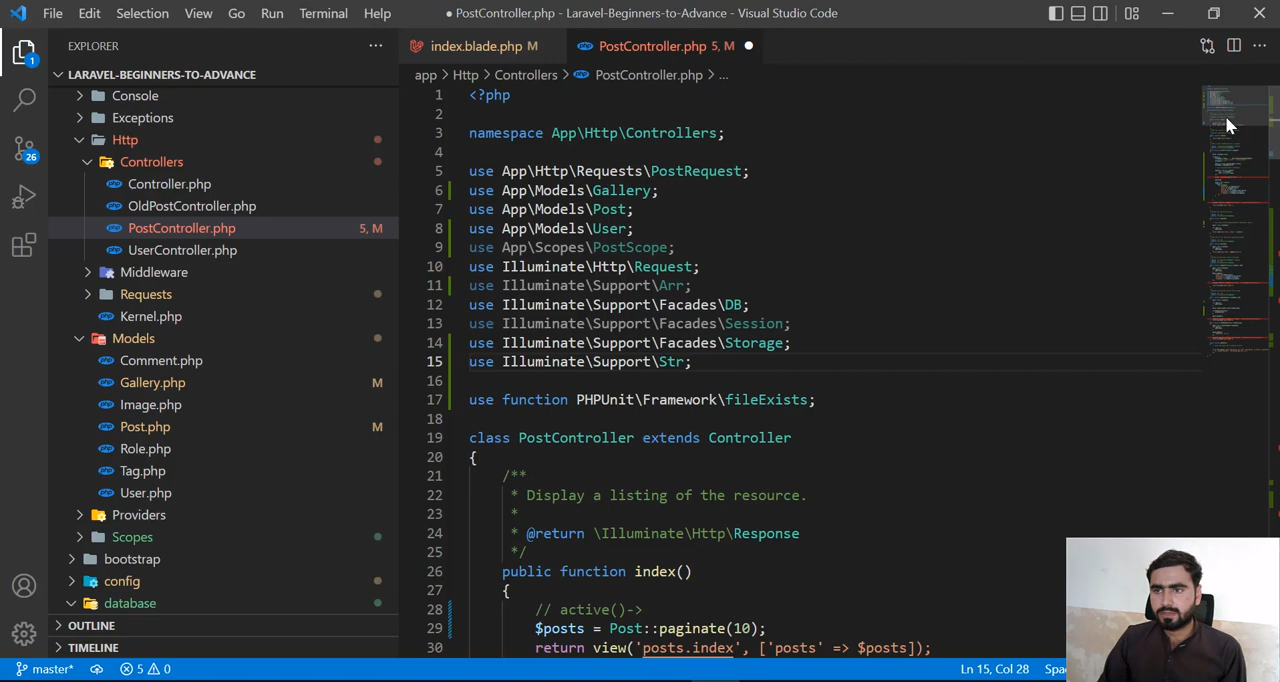 File Edit Selection View Go Run Terminal Help ● PostController.php - Laravel-Beginners-to-Advance - Visual Studio Code
EXPLORER
LARAVEL-BEGINNERS-TO-ADVANCE
Console
Exceptions
Http
Controllers
Controller.php
OldPostController.php
PostController.php 5, M
UserController.php
Middleware
Requests
Kernel.php
Models
Comment.php
Gallery.php M
Image.php
Post.php M
Role.php
Tag.php
User.php
Providers
Scopes
bootstrap
config
database
OUTLINE
TIMELINE
1
26
index.blade.php M PostController.php 5, M
app > Http > Controllers > PostController.php > ...
1 <?php
2
3 namespace App\Http\Controllers;
4
5 use App\Http\Requests\PostRequest;
6 use App\Models\Gallery;
7 use App\Models\Post;
8 use App\Models\User;
9 use App\Scopes\PostScope;
10 use Illuminate\Http\Request;
11 use Illuminate\Support\Arr;
12 use Illuminate\Support\Facades\DB;
13 use Illuminate\Support\Facades\Session;
14 use Illuminate\Support\Facades\Storage;
15 use Illuminate\Support\Str;
16
17 use function PHPUnit\Framework\fileExists;
18
19 class PostController extends Controller
20 {
21 /**
22 * Display a listing of the resource.
23 *
24 * @return \Illuminate\Http\Response
25 */
26 public function index()
27 {
28 // active()->
29 $posts = Post::paginate(10);
30 return view('posts.index', ['posts' => $posts]);
master* 5 0 Ln 15, Col 28